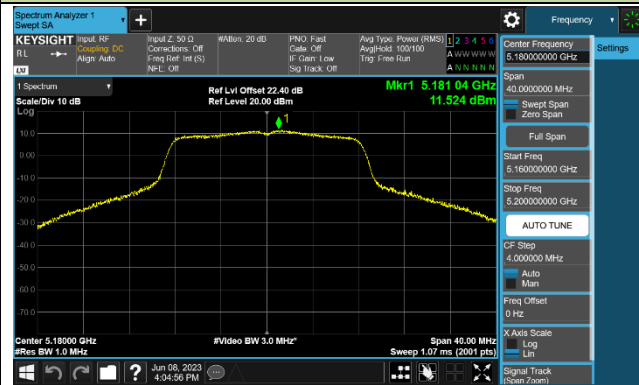 Spectrum Analyzer 1
Swept SA
Frequency
KEYSIGHT
RL
LXI
Input: RF
Coupling: DC
Align: Auto
Input Z: 50 Ω
Corrections: Off
Freq Ref: Int (S)
NFE: Off
#Atten: 20 dB
PNO: Fast
Gate: Off
IF Gain: Low
Sig Track: Off
Avg Type: Power (RMS)
Avg|Hold: 100/100
Trig: Free Run
1 2 3 4 5 6
A W W W W W
A N N N N N
1 Spectrum
Scale/Div 10 dB
Log
Ref Lvl Offset 22.40 dB
Ref Level 20.00 dBm
Mkr1 5.181 04 GHz
11.524 dBm
1
10.0
0.00
-10.0
-20.0
-30.0
-40.0
-50.0
-60.0
-70.0
Center 5.18000 GHz
#Res BW 1.0 MHz
#Video BW 3.0 MHz*
Span 40.00 MHz
Sweep 1.07 ms (2001 pts)
Jun 08, 2023
4:04:56 PM
Center Frequency
5.180000000 GHz
Settings
Span
40.0000000 MHz
Swept Span
Zero Span
Full Span
Start Freq
5.160000000 GHz
Stop Freq
5.200000000 GHz
AUTO TUNE
CF Step
4.000000 MHz
Auto
Man
Freq Offset
0 Hz
X Axis Scale
Log
Lin
Signal Track
(Span Zoom)